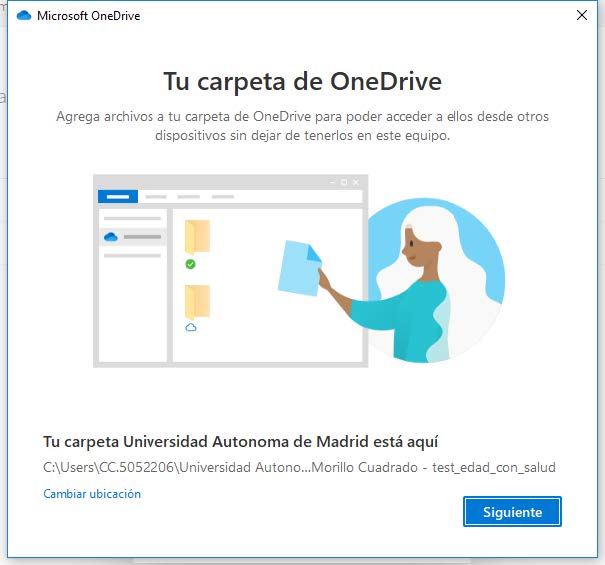 Microsoft OneDrive
Tu carpeta de OneDrive
Agrega archivos a tu carpeta de OneDrive para poder acceder a ellos desde otros
dispositivos sin dejar de tenerlos en este equipo.
Tu carpeta Universidad Autonoma de Madrid está aquí
C:\Users\CC.5052206\Universidad Autono...Morillo Cuadrado - test_edad_con_salud
Cambiar ubicación
Siguiente